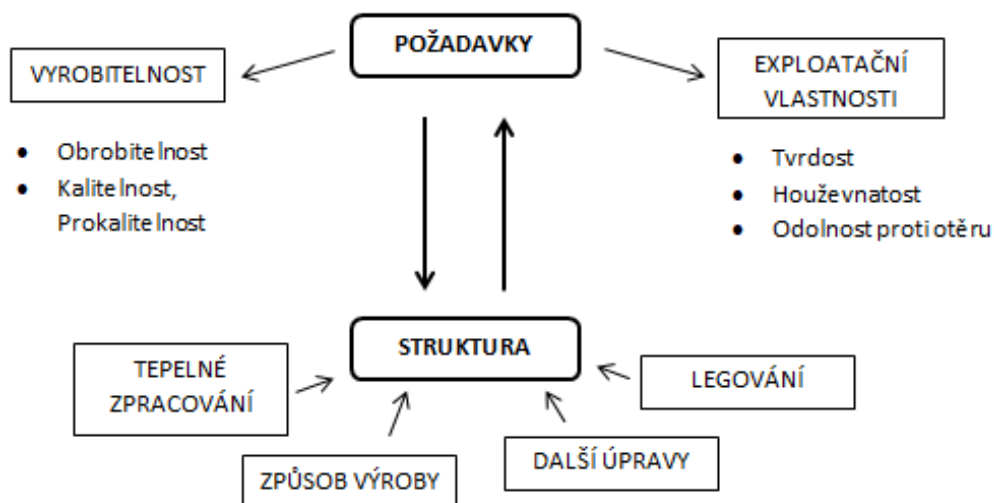 POŽADAVKY
VYROBITELNOST
EXPLOATAČNÍ
VLASTNOSTI
• Obrobitelnost
• Kalitelnost,
Prokalitelnost
• Tvrdost
• Houževnatost
• Odolnost proti otěru
STRUKTURA
TEPELNÉ
ZPRACOVÁNÍ
LEGOVÁNÍ
ZPŮSOB VÝROBY
DALŠÍ ÚPRAVY